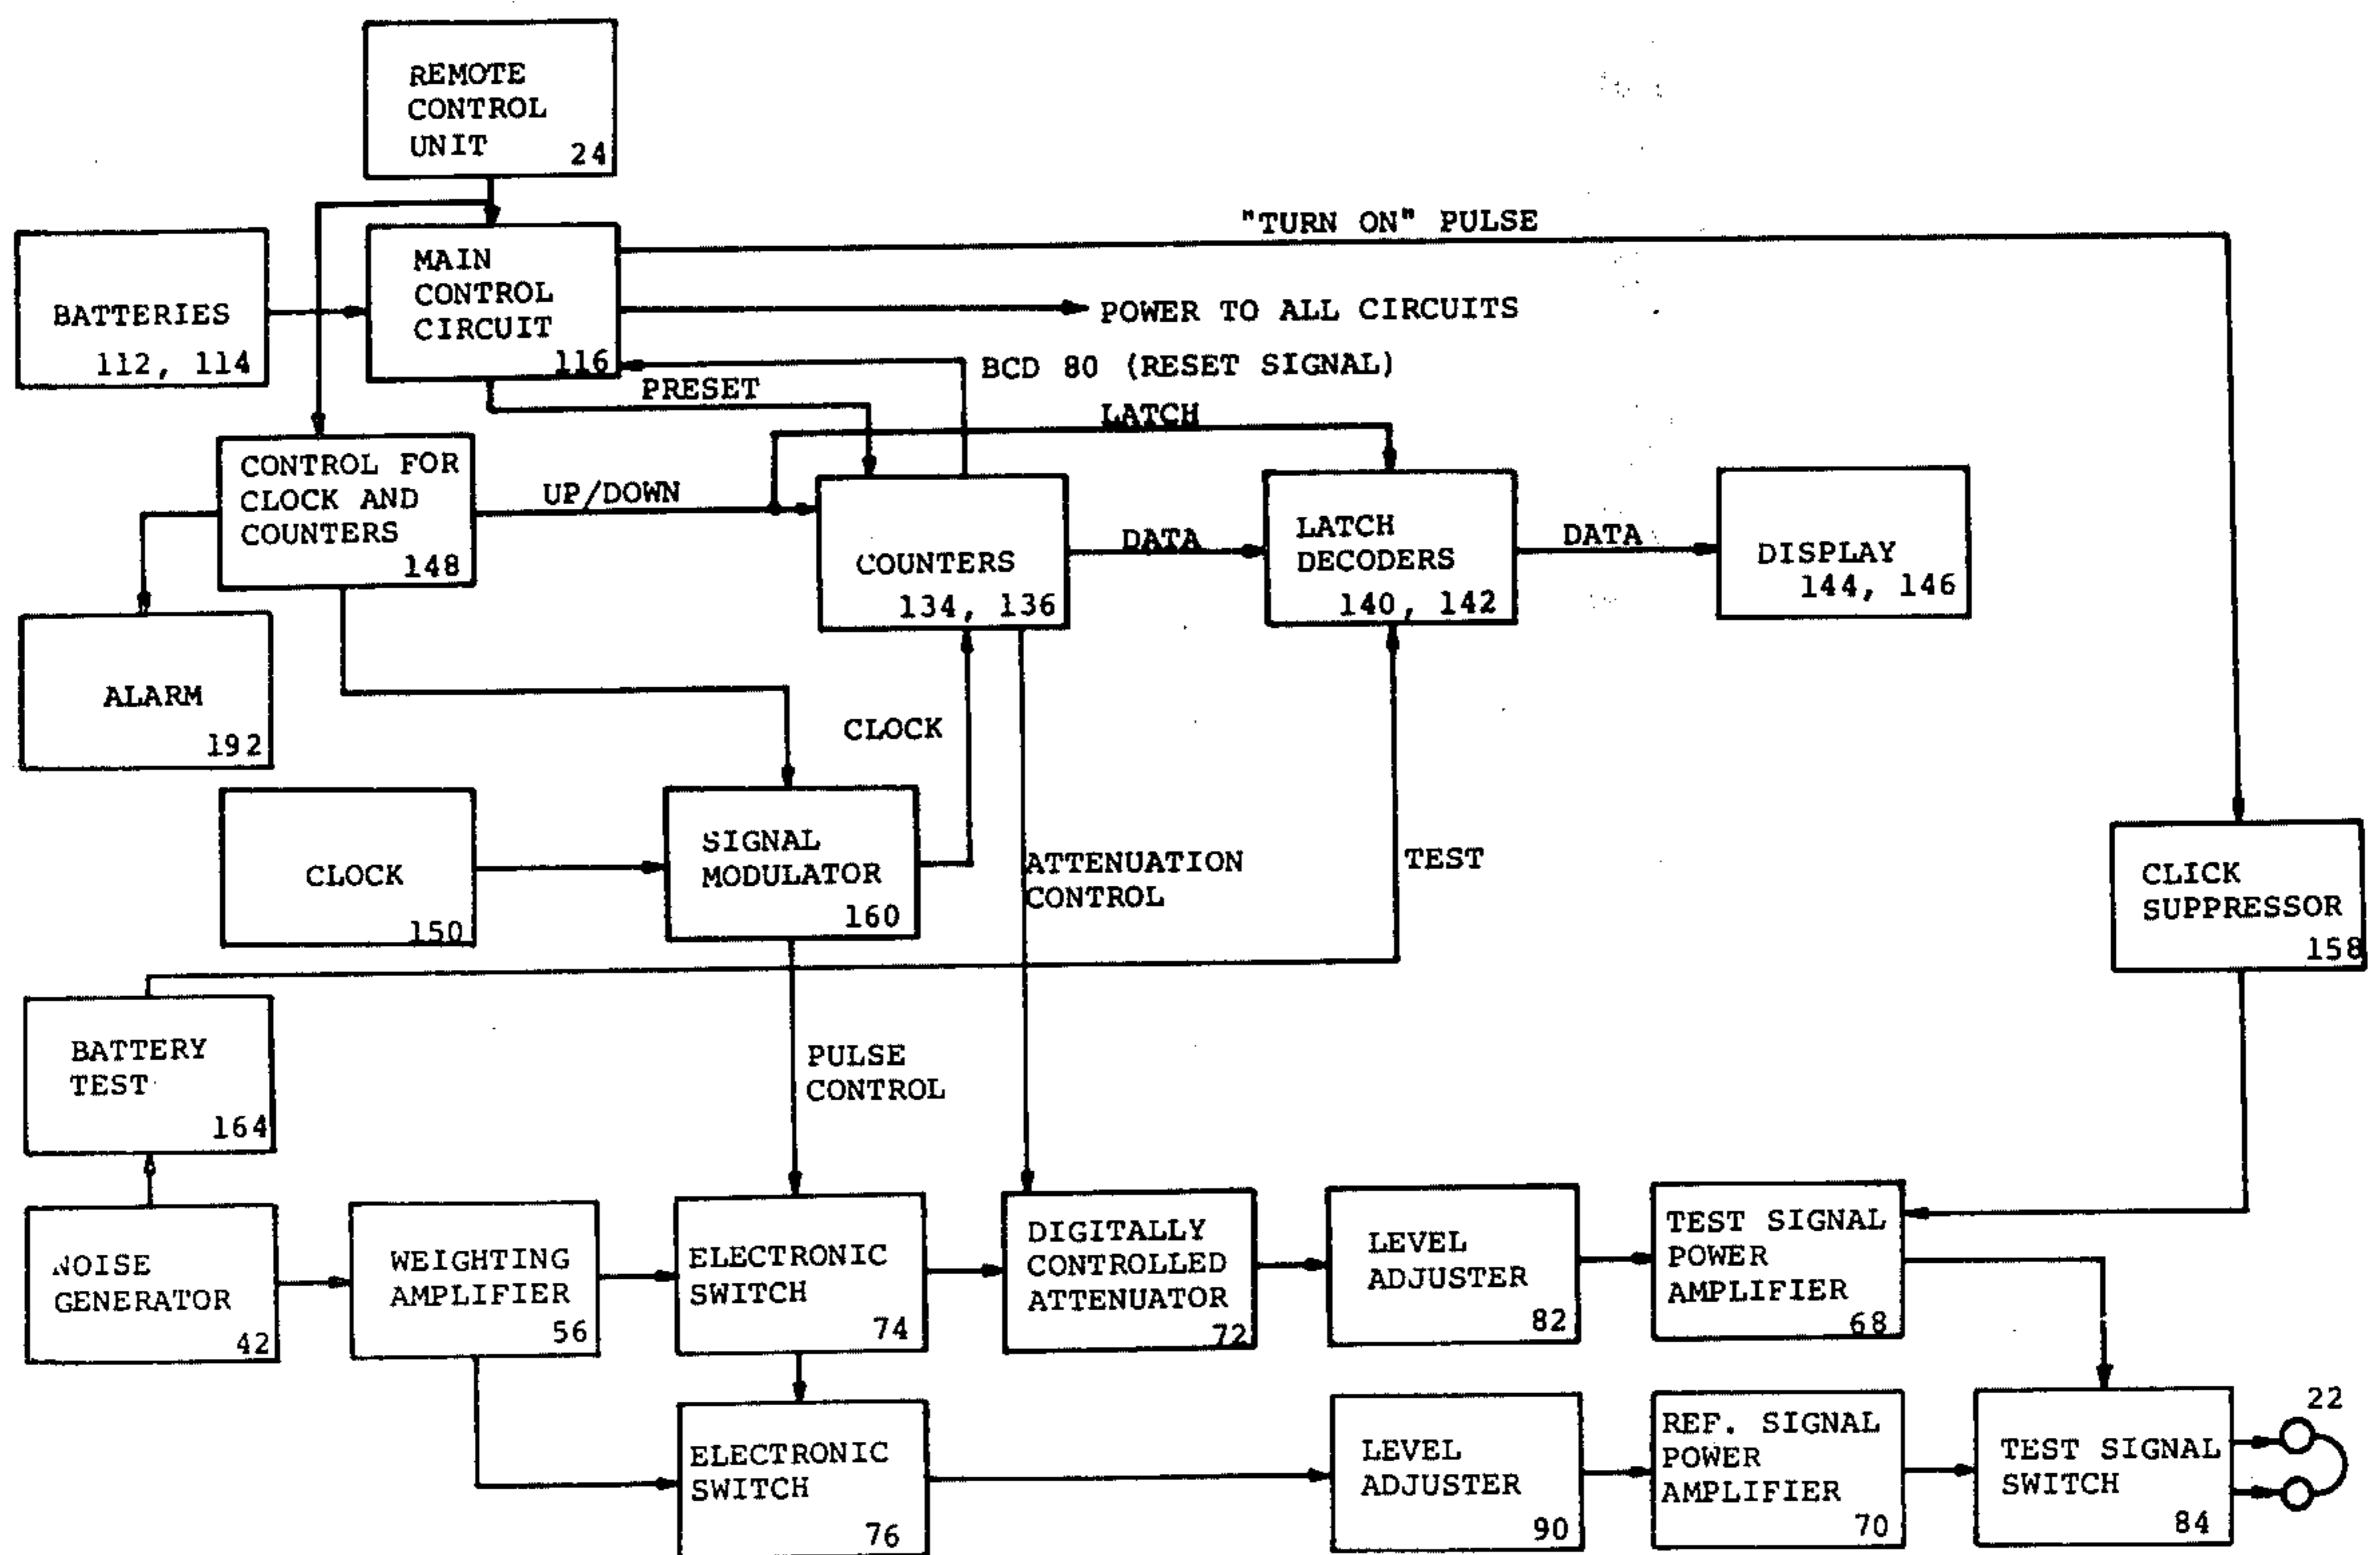 REMOTE
CONTROL
UNIT
24
"TURN ON" PULSE
BATTERIES
112, 114
MAIN
CONTROL
CIRCUIT
116
POWER TO ALL CIRCUITS
BCD 80 (RESET SIGNAL)
PRESET
LATCH
CONTROL FOR
CLOCK AND
COUNTERS
148
UP/DOWN
COUNTERS
134, 136
DATA
LATCH
DECODERS
140, 142
DATA
DISPLAY
144, 146
ALARM
192
CLOCK
CLOCK
150
SIGNAL
MODULATOR
160
ATTENUATION
CONTROL
TEST
CLICK
SUPPRESSOR
158
BATTERY
TEST
164
PULSE
CONTROL
NOISE
GENERATOR
42
WEIGHTING
AMPLIFIER
56
ELECTRONIC
SWITCH
74
DIGITALLY
CONTROLLED
ATTENUATOR
72
LEVEL
ADJUSTER
82
TEST SIGNAL
POWER
AMPLIFIER
68
ELECTRONIC
SWITCH
76
LEVEL
ADJUSTER
90
REF. SIGNAL
POWER
AMPLIFIER
70
TEST SIGNAL
SWITCH
84
22